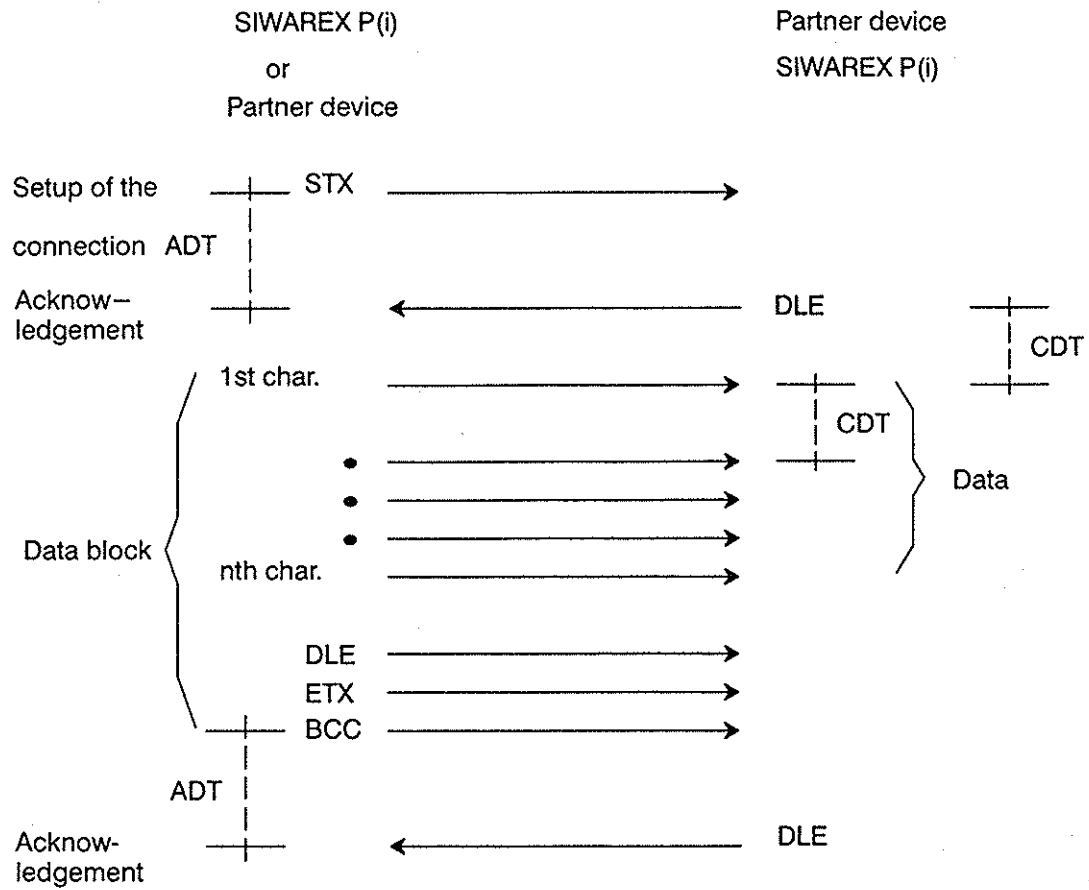 SIWAREX P(i)
or
Partner device
Partner device
SIWAREX P(i)
Setup of the
connection ADT
STX
Acknow–
ledgement
DLE
CDT
1st char.
CDT
Data
Data block
nth char.
DLE
ETX
BCC
ADT
Acknow-
ledgement
DLE